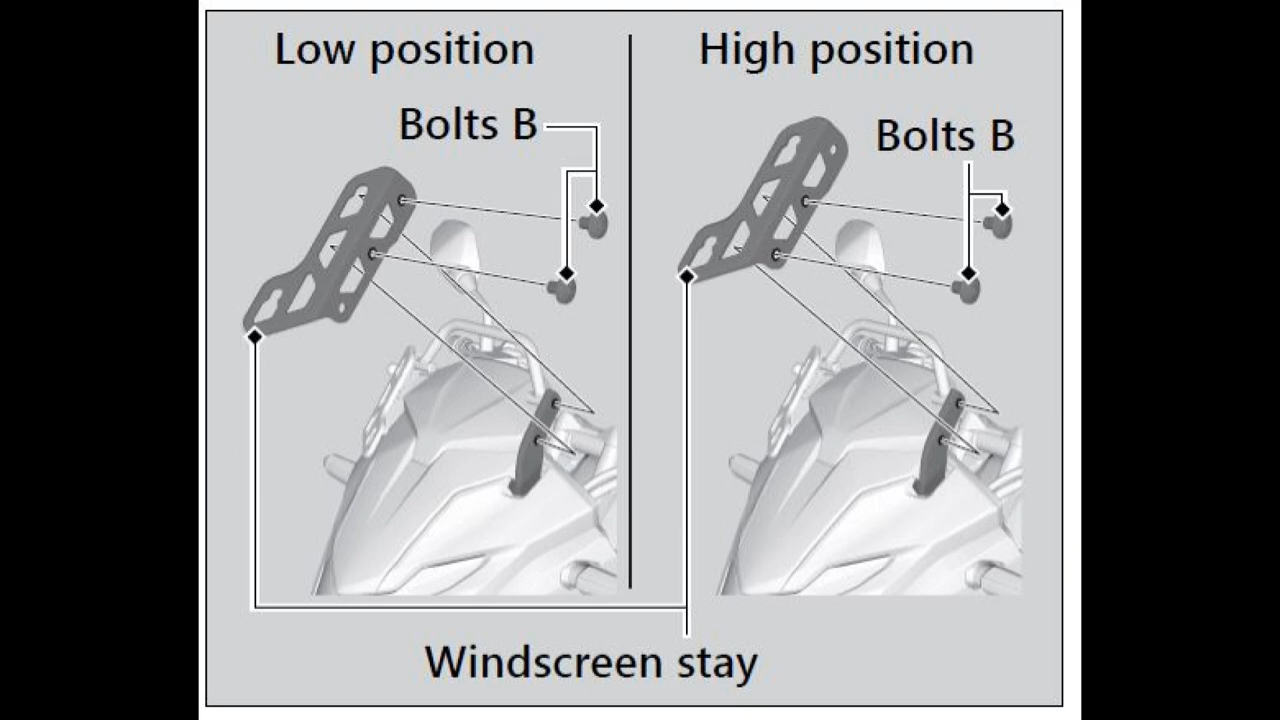 Low position
High position
Bolts B
Bolts B
Windscreen stay